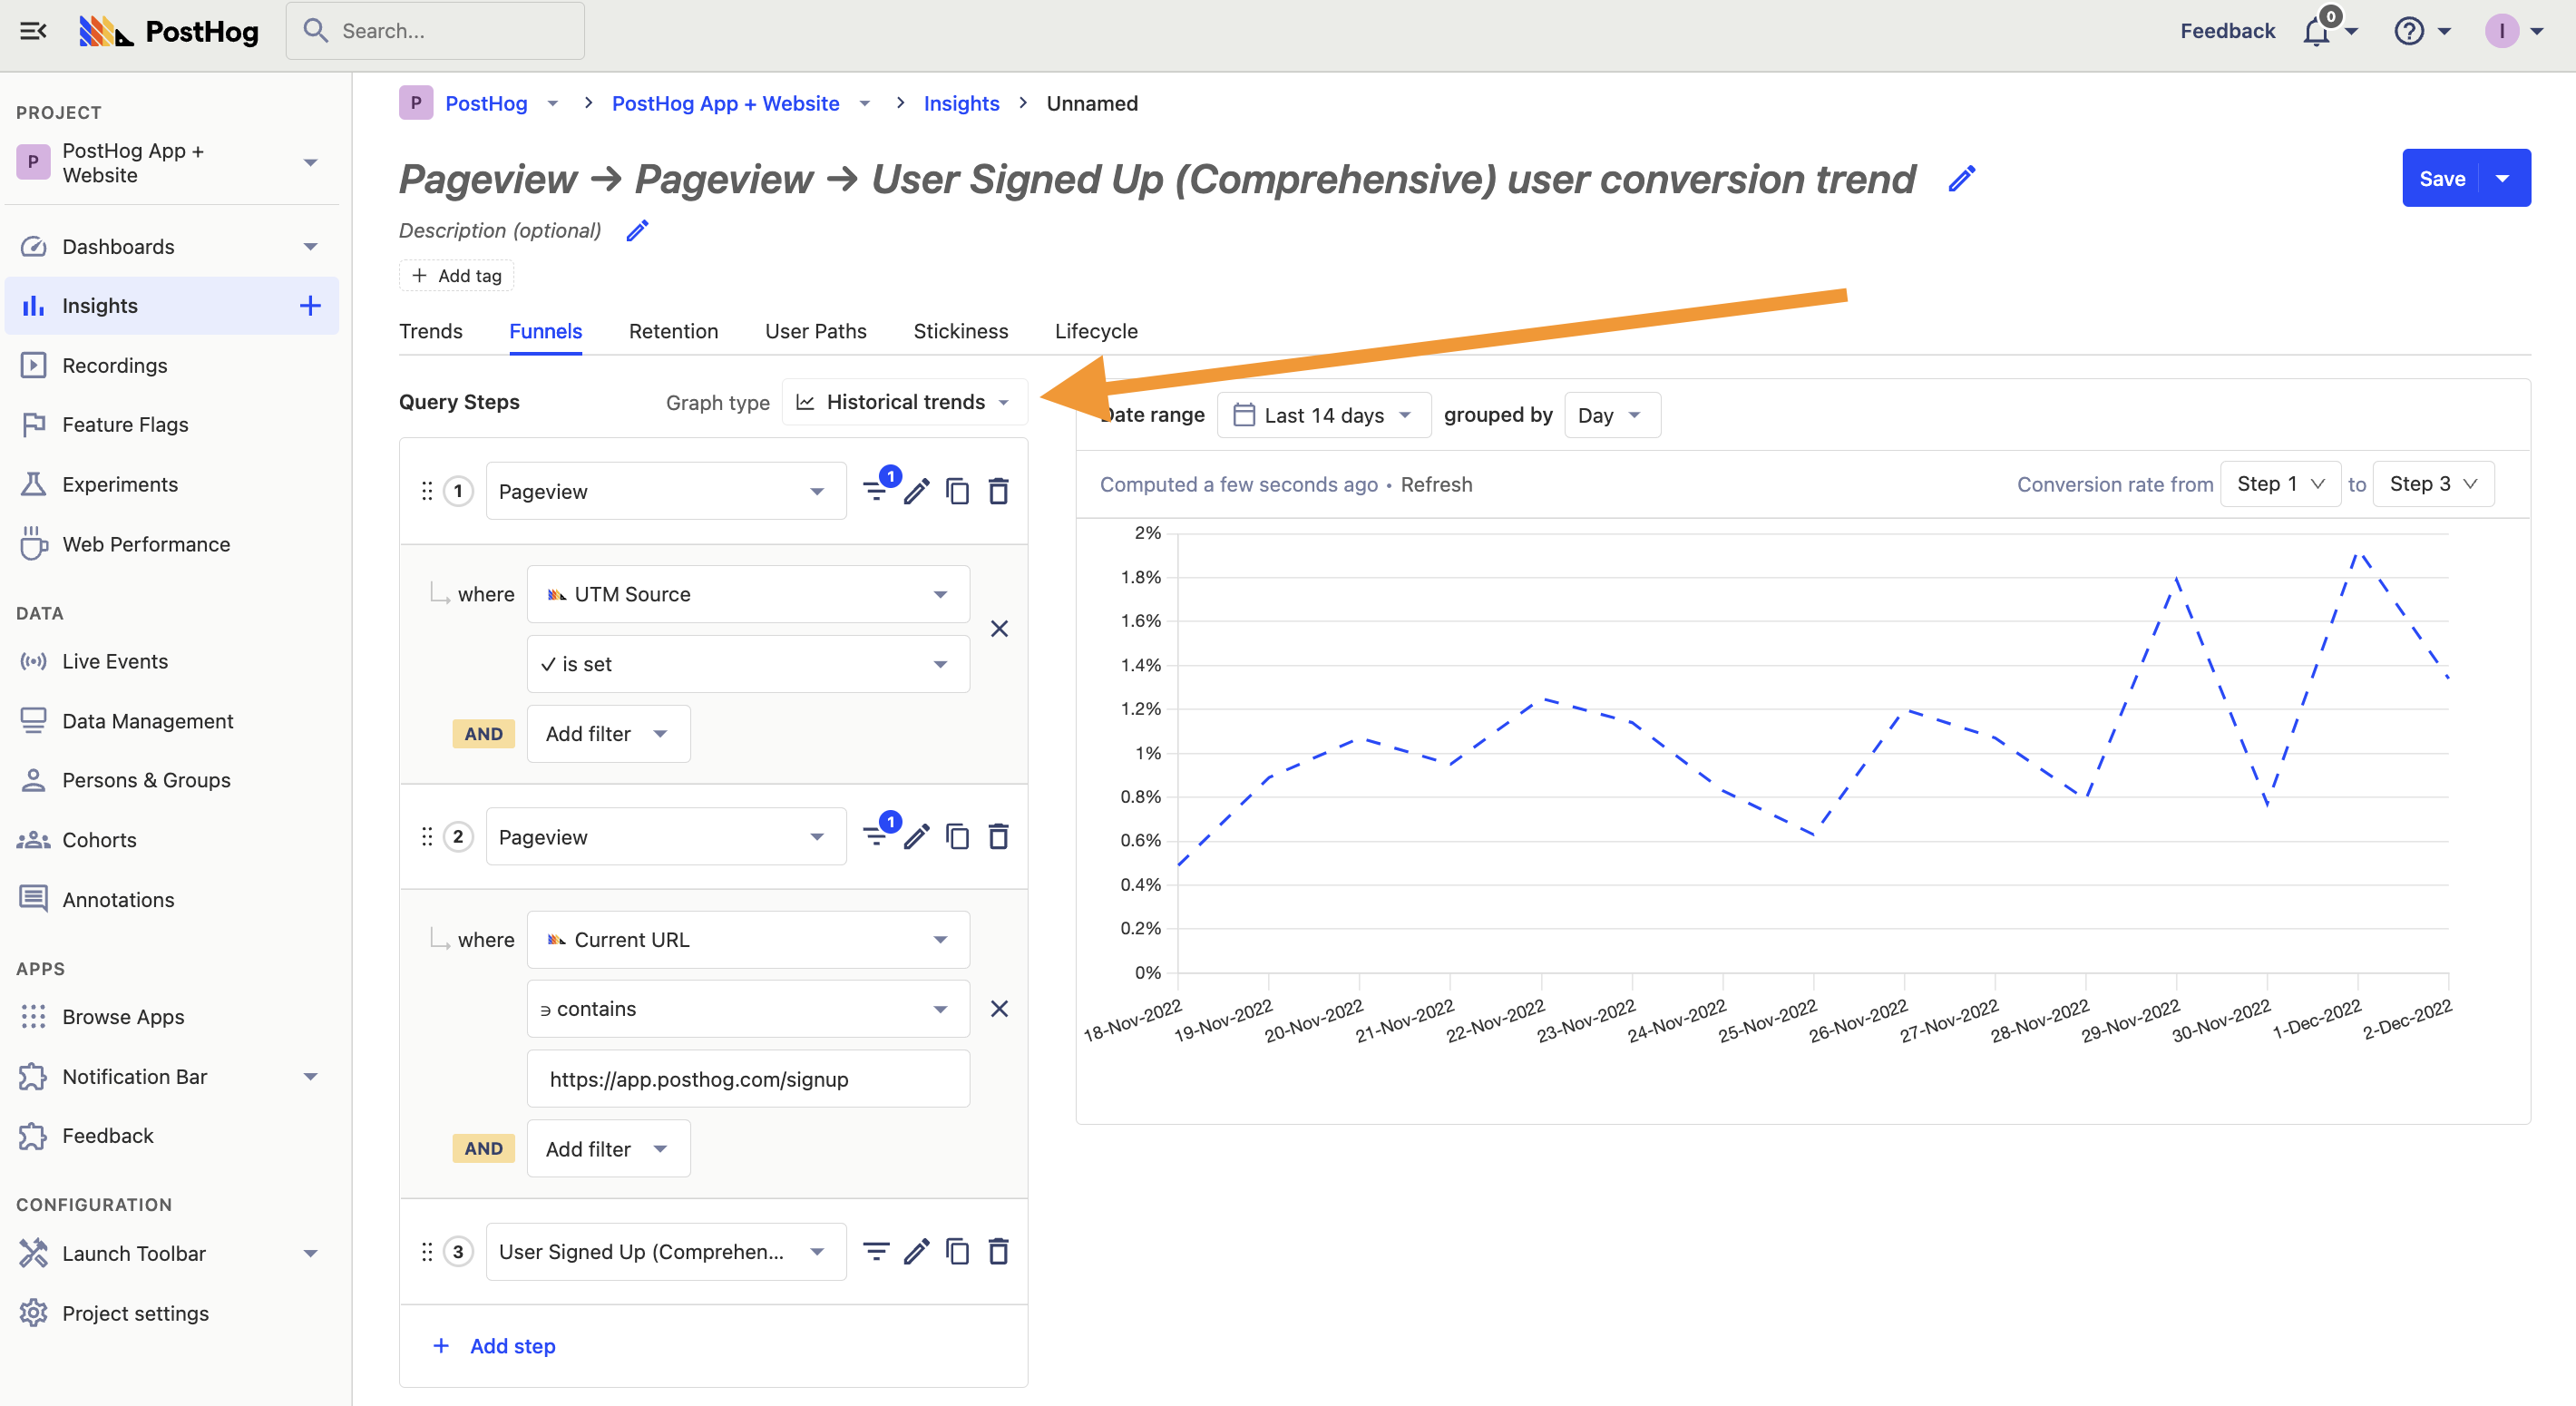 PostHog
Search...
Feedback
0
I
PROJECT
P
PostHog App +
Website
Dashboards
Insights
Recordings
Feature Flags
Experiments
Web Performance
DATA
Live Events
Data Management
Persons & Groups
Cohorts
Annotations
APPS
Browse Apps
Notification Bar
Feedback
CONFIGURATION
Launch Toolbar
Project settings
P PostHog > PostHog App + Website > Insights > Unnamed
Pageview → Pageview → User Signed Up (Comprehensive) user conversion trend
Save
Description (optional)
+ Add tag
Trends Funnels Retention User Paths Stickiness Lifecycle
Query Steps Graph type Historical trends
1 Pageview 1
where UTM Source
✓ is set
AND Add filter
2 Pageview 1
where Current URL
∋ contains
https://app.posthog.com/signup
AND Add filter
3 User Signed Up (Comprehen...
+ Add step
Date range Last 14 days grouped by Day
Computed a few seconds ago • Refresh
Conversion rate from Step 1 to Step 3
2%
1.8%
1.6%
1.4%
1.2%
1%
0.8%
0.6%
0.4%
0.2%
0%
18-Nov-2022
19-Nov-2022
20-Nov-2022
21-Nov-2022
22-Nov-2022
23-Nov-2022
24-Nov-2022
25-Nov-2022
26-Nov-2022
27-Nov-2022
28-Nov-2022
29-Nov-2022
30-Nov-2022
1-Dec-2022
2-Dec-2022